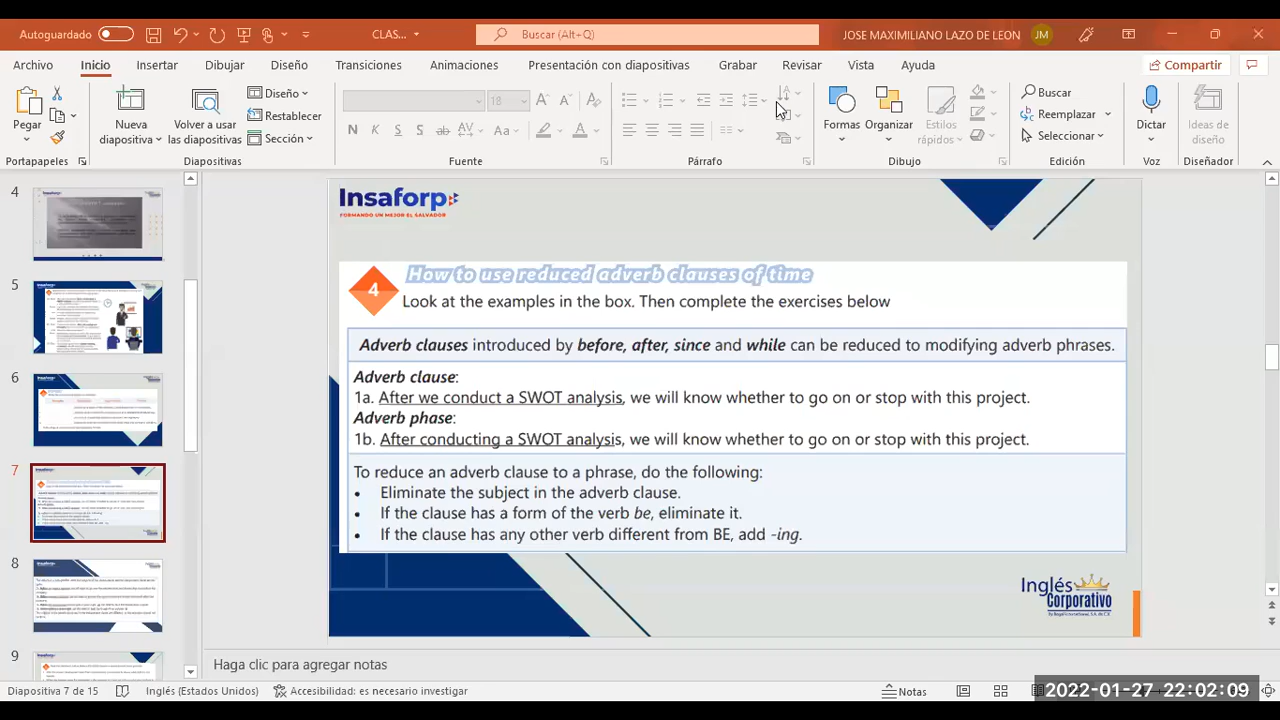 Autoguardado
CLAS...
Buscar (Alt+Q)
JOSE MAXIMILIANO LAZO DE LEON
JM
Archivo
Inicio
Insertar
Dibujar
Diseño
Transiciones
Animaciones
Presentación con diapositivas
Grabar
Revisar
Vista
Ayuda
Compartir
Pegar
Nueva diapositiva
Volver a usar las diapositivas
Diseño
Restablecer
Sección
18
N K S S ab AV Aa
A
Formas
Organizar
Estilos rápidos
Buscar
Reemplazar
Seleccionar
Dictar
Ideas de diseño
Portapapeles
Diapositivas
Fuente
Párrafo
Dibujo
Edición
Voz
Diseñador
4
5
6
7
8
9
Insaforp
FORMANDO UN MEJOR EL SALVADOR
4
How to use reduced adverb clauses of time
Look at the examples in the box. Then complete the exercises below
Adverb clauses introduced by before, after, since and while can be reduced to modifying adverb phrases.
Adverb clause:
1a. After we conduct a SWOT analysis, we will know whether to go on or stop with this project.
Adverb phase:
1b. After conducting a SWOT analysis, we will know whether to go on or stop with this project.
To reduce an adverb clause to a phrase, do the following:
• Eliminate the subject in the adverb clause.
If the clause has a form of the verb be, eliminate it.
• If the clause has any other verb different from BE, add -ing.
Inglés
Corporativo
Haga clic para agregar notas
Diapositiva 7 de 15
Inglés (Estados Unidos)
Accesibilidad: es necesario investigar
Notas
2022-01-27 22:02:09